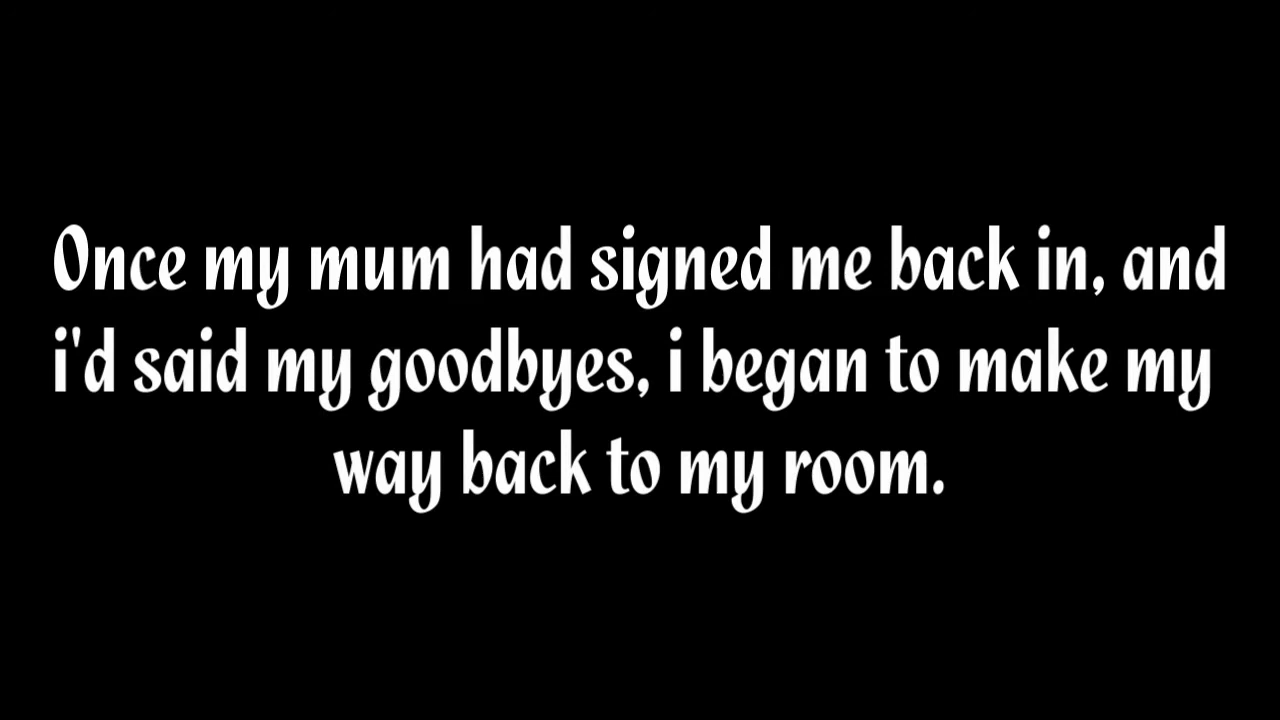 Once my mum had signed me back in, and
i'd said my goodbyes, i began to make my
way back to my room.